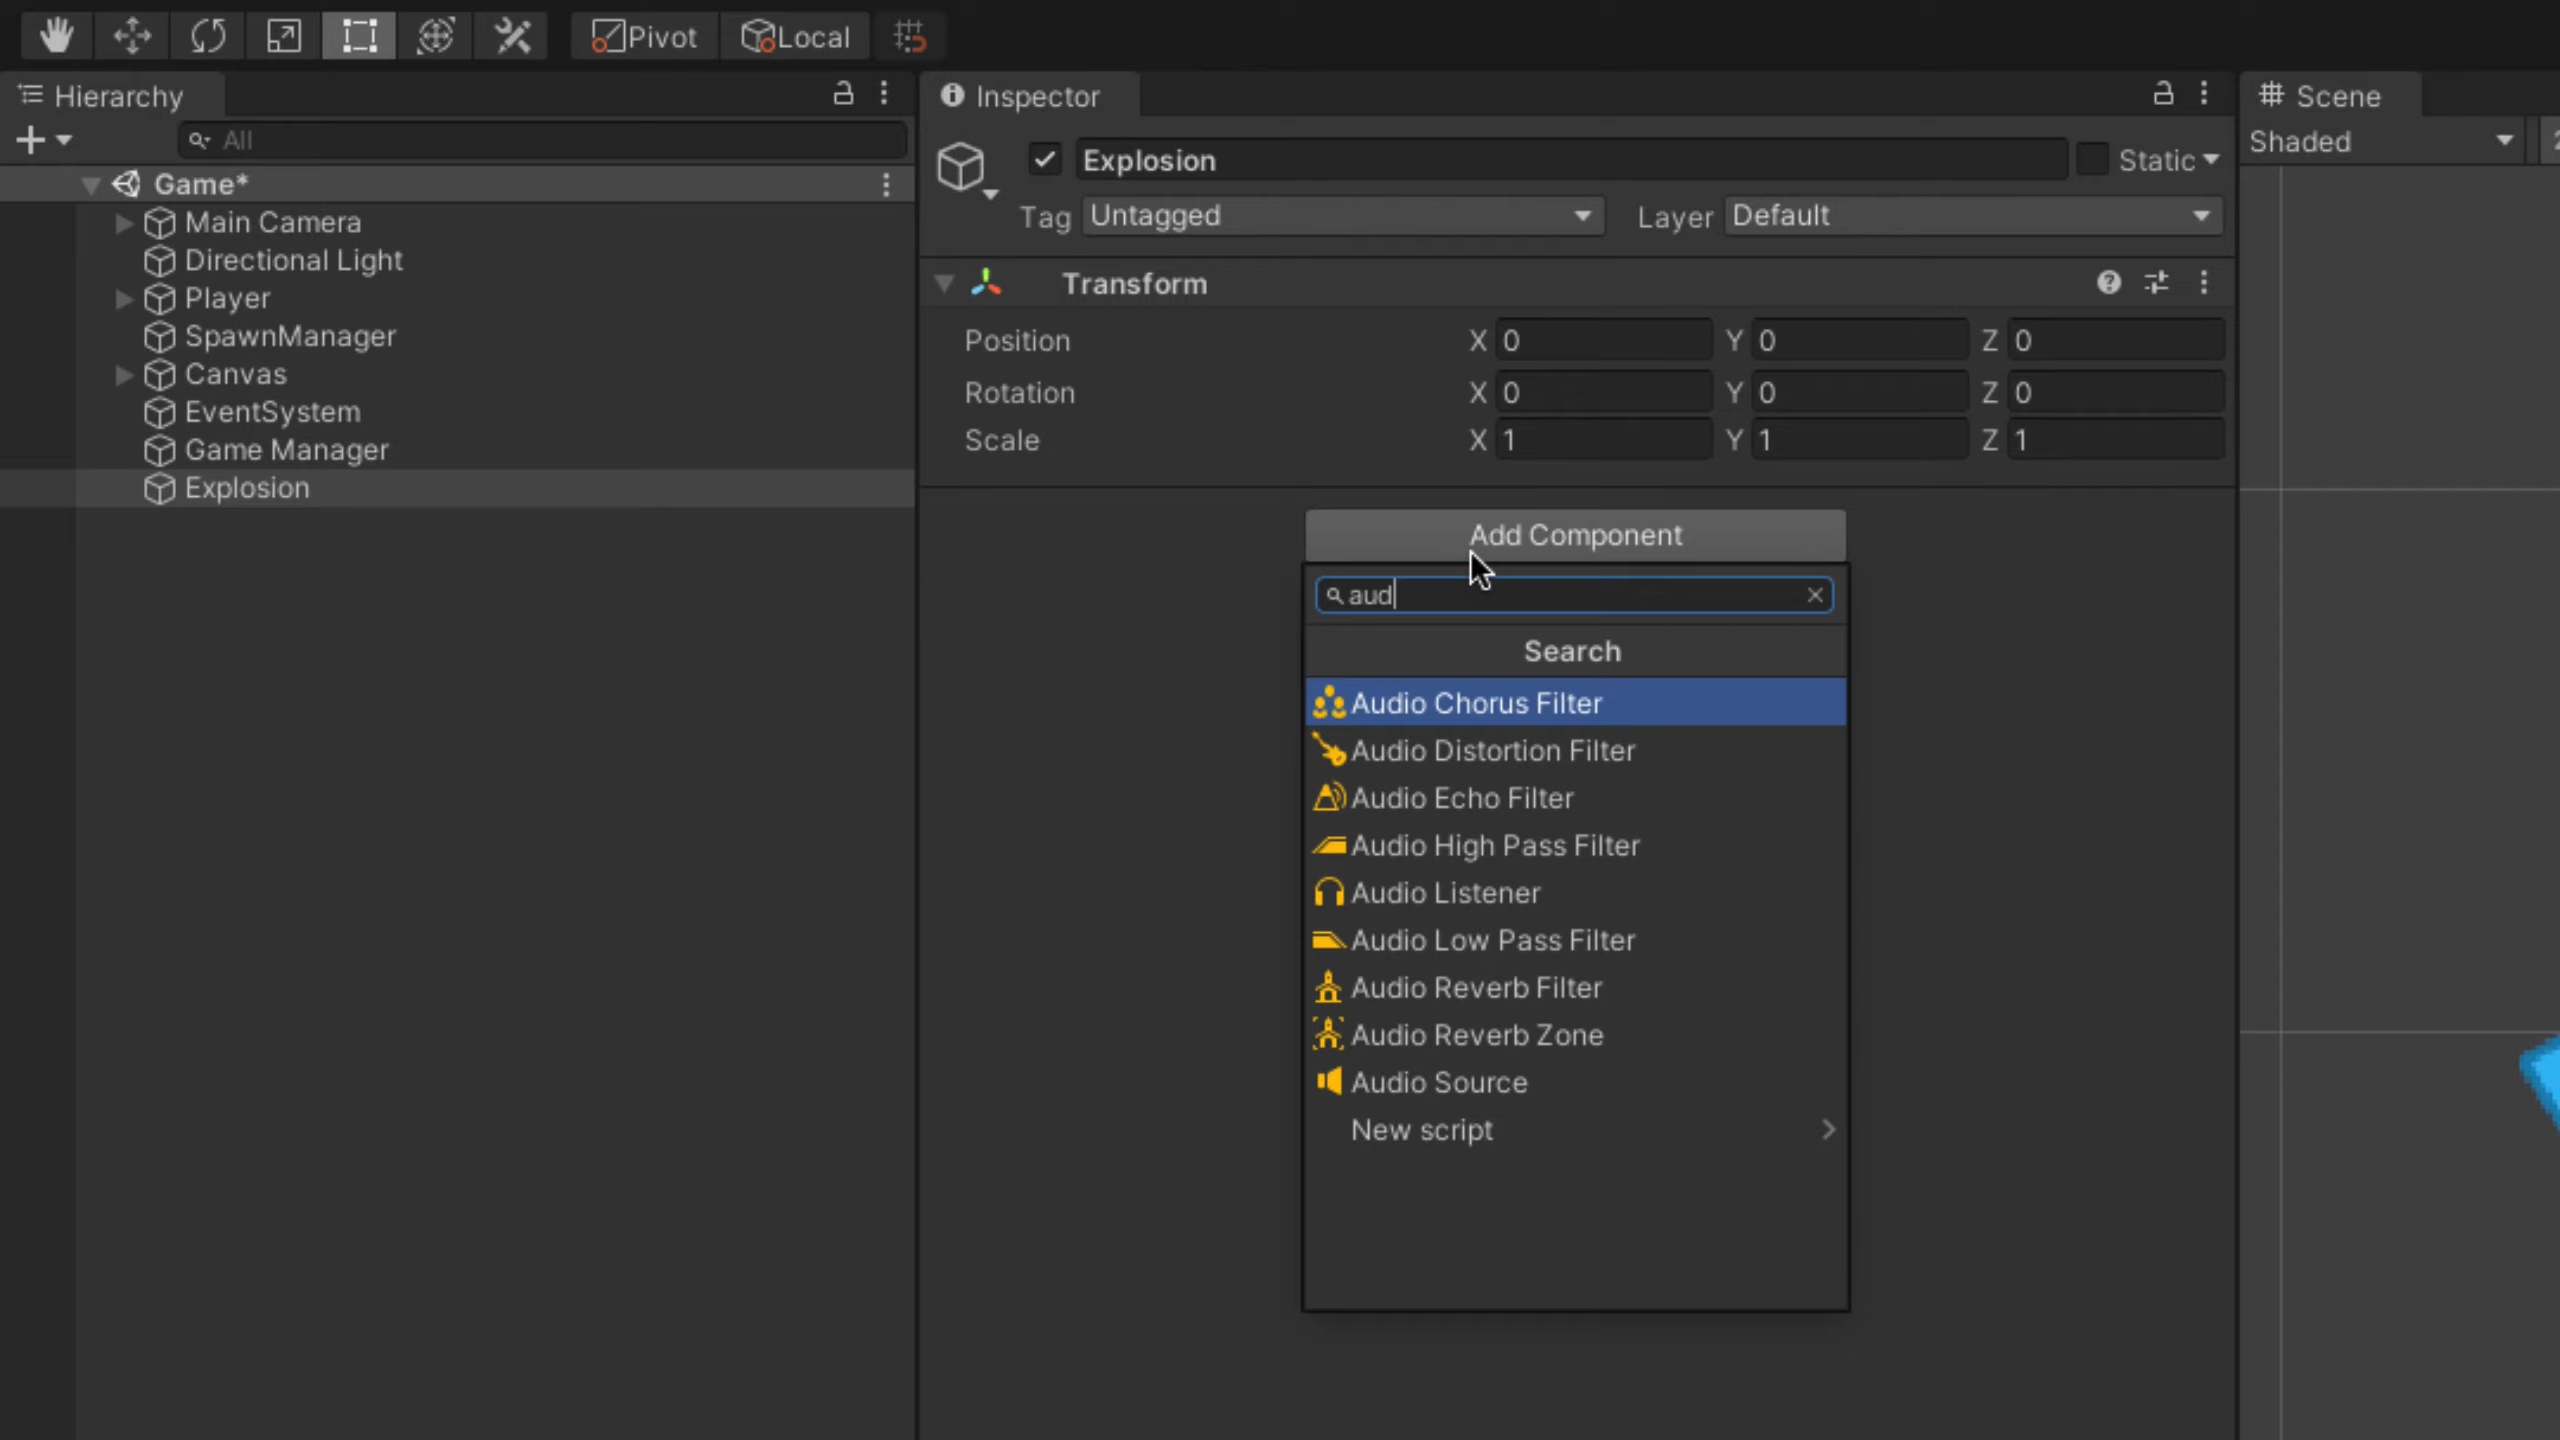 Pivot Local
Hierarchy
All
Game*
Main Camera
Directional Light
Player
SpawnManager
Canvas
EventSystem
Game Manager
Explosion
Inspector
Explosion Static
Tag Untagged Layer Default
Transform
Position X 0 Y 0 Z 0
Rotation X 0 Y 0 Z 0
Scale X 1 Y 1 Z 1
Add Component
aud
Search
Audio Chorus Filter
Audio Distortion Filter
Audio Echo Filter
Audio High Pass Filter
Audio Listener
Audio Low Pass Filter
Audio Reverb Filter
Audio Reverb Zone
Audio Source
New script
Scene
Shaded